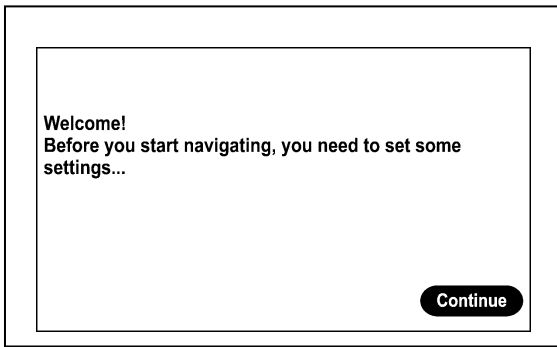 Welcome!
Before you start navigating, you need to set some
settings...
Continue